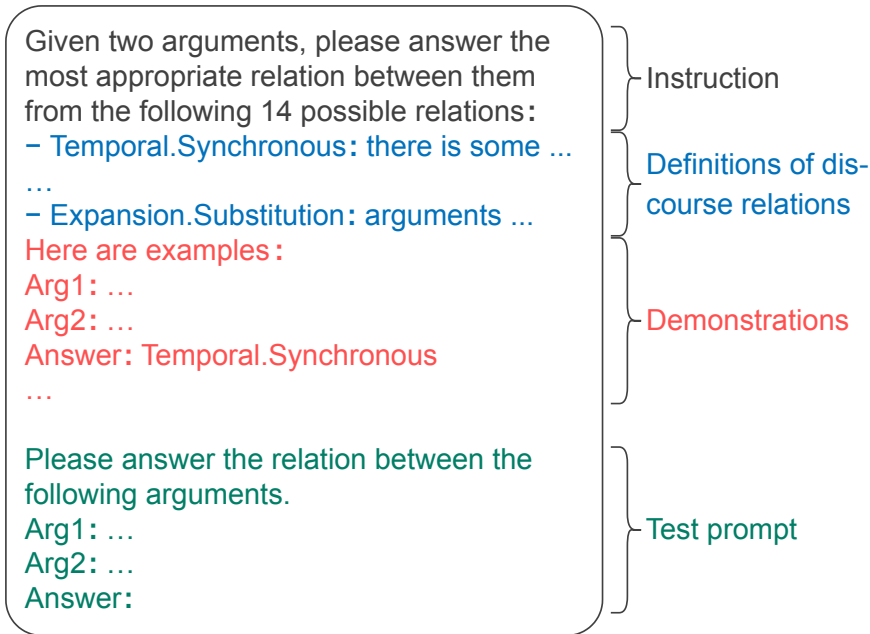 Given two arguments, please answer the
most appropriate relation between them
from the following 14 possible relations:
− Temporal.Synchronous: there is some ...
…
− Expansion.Substitution: arguments ...
Here are examples:
Arg1: …
Arg2: …
Answer: Temporal.Synchronous
…
Please answer the relation between the
following arguments.
Arg1: …
Arg2: …
Answer:
Instruction
Definitions of dis-
course relations
Demonstrations
Test prompt